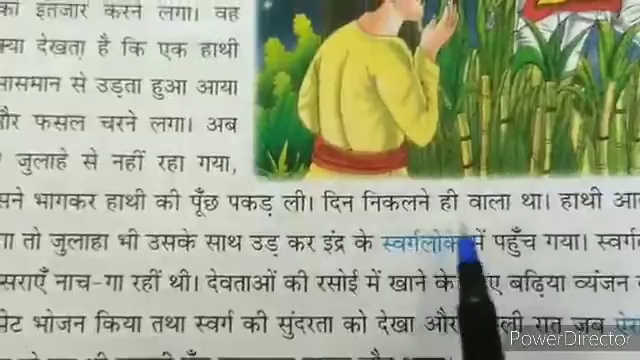 इंतजार करने लगा। वह
क्या देखता है कि एक हाथी
आसमान से उड़ता हुआ आया
और फसल चरने लगा। अब
जुलाहे से नहीं रहा गया,
उसने भागकर हाथी की पूँछ पकड़ ली। दिन निकलने ही वाला था। हाथी
तो जुलाहा भी उसके साथ उड़ कर इंद्र के स्वर्गलोक में पहुँच गया।
नाच-गा रहीं थी। देवताओं की रसोई में खाने के बढ़िया व्यंजन
भोजन किया तथा स्वर्ग की सुंदरता को देखा और रात जब
PowerDirector